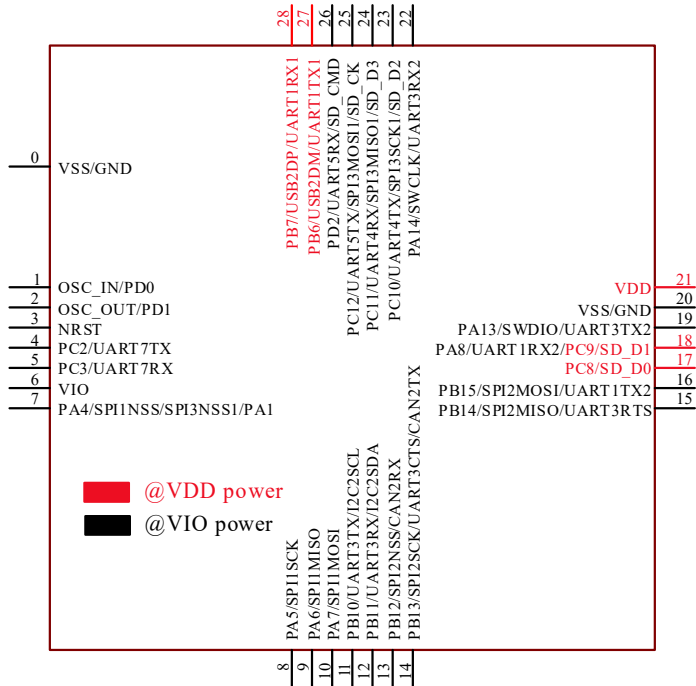 28
27
26
25
24
23
22
PB7/USB2DP/UART1RX1
PB6/USB2DM/UART1TX1
PD2/UART5RX/SD_CMD
PC12/UART5TX/SPI3MOSI1/SD_CK
PC11/UART4RX/SPI3MISO1/SD_D3
PC10/UART4TX/SPI3SCK1/SD_D2
PA14/SWCLK/UART3RX2
0 VSS/GND
1 OSC_IN/PD0
2 OSC_OUT/PD1
3 NRST
4 PC2/UART7TX
5 PC3/UART7RX
6 VIO
7 PA4/SPI1NSS/SPI3NSS1/PA1
VDD 21
VSS/GND 20
PA13/SWDIO/UART3TX2 19
PA8/UART1RX2/PC9/SD_D1 18
PC8/SD_D0 17
PB15/SPI2MOSI/UART1TX2 16
PB14/SPI2MISO/UART3RTS 15
@VDD power
@VIO power
PA5/SPI1SCK
PA6/SPI1MISO
PA7/SPI1MOSI
PB10/UART3TX/I2C2SCL
PB11/UART3RX/I2C2SDA
PB12/SPI2NSS/CAN2RX
PB13/SPI2SCK/UART3CTS/CAN2TX
8
9
10
11
12
13
14